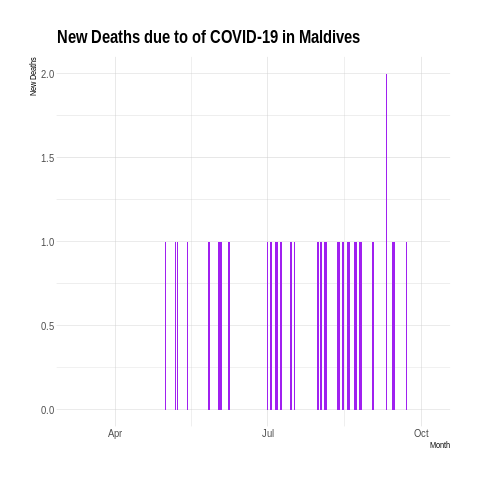 New Deaths due to of COVID-19 in Maldives
New Deaths
2.0
1.5
1.0
0.5
0.0
Apr
Jul
Oct
Month